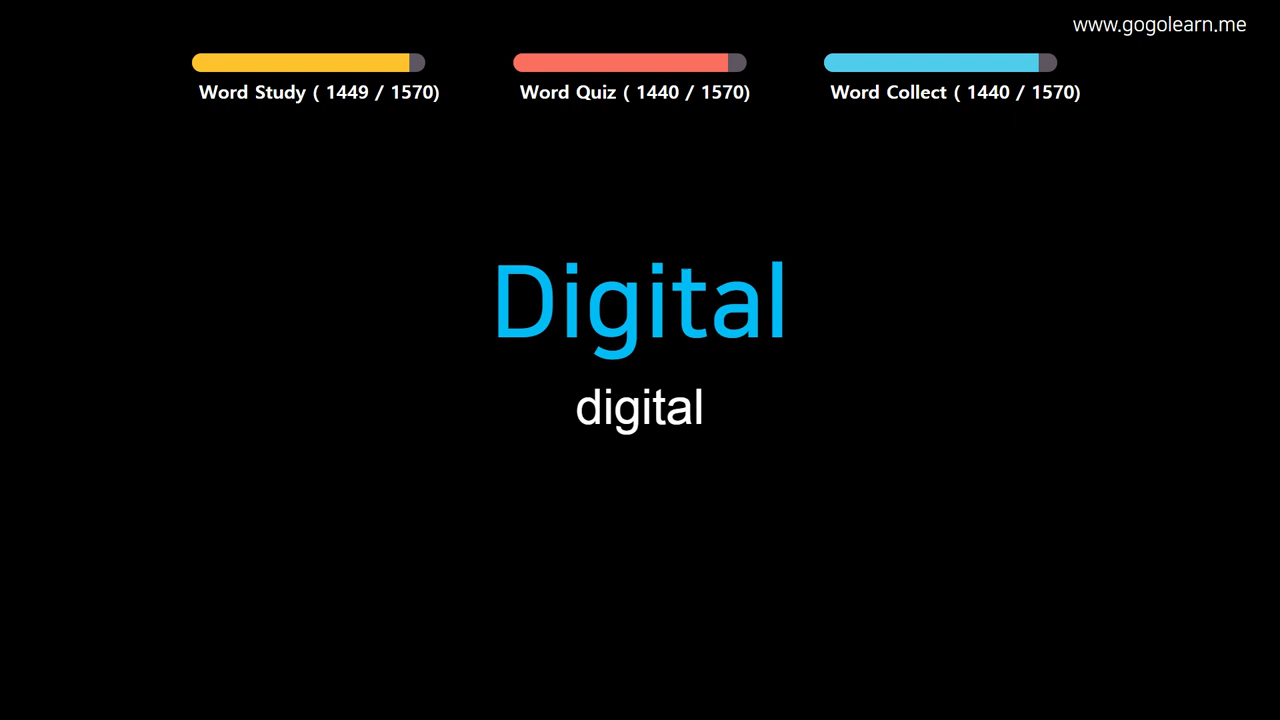 www.gogolearn.me
Word Study ( 1449 / 1570)
Word Quiz ( 1440 / 1570)
Word Collect ( 1440 / 1570)
Digital
digital